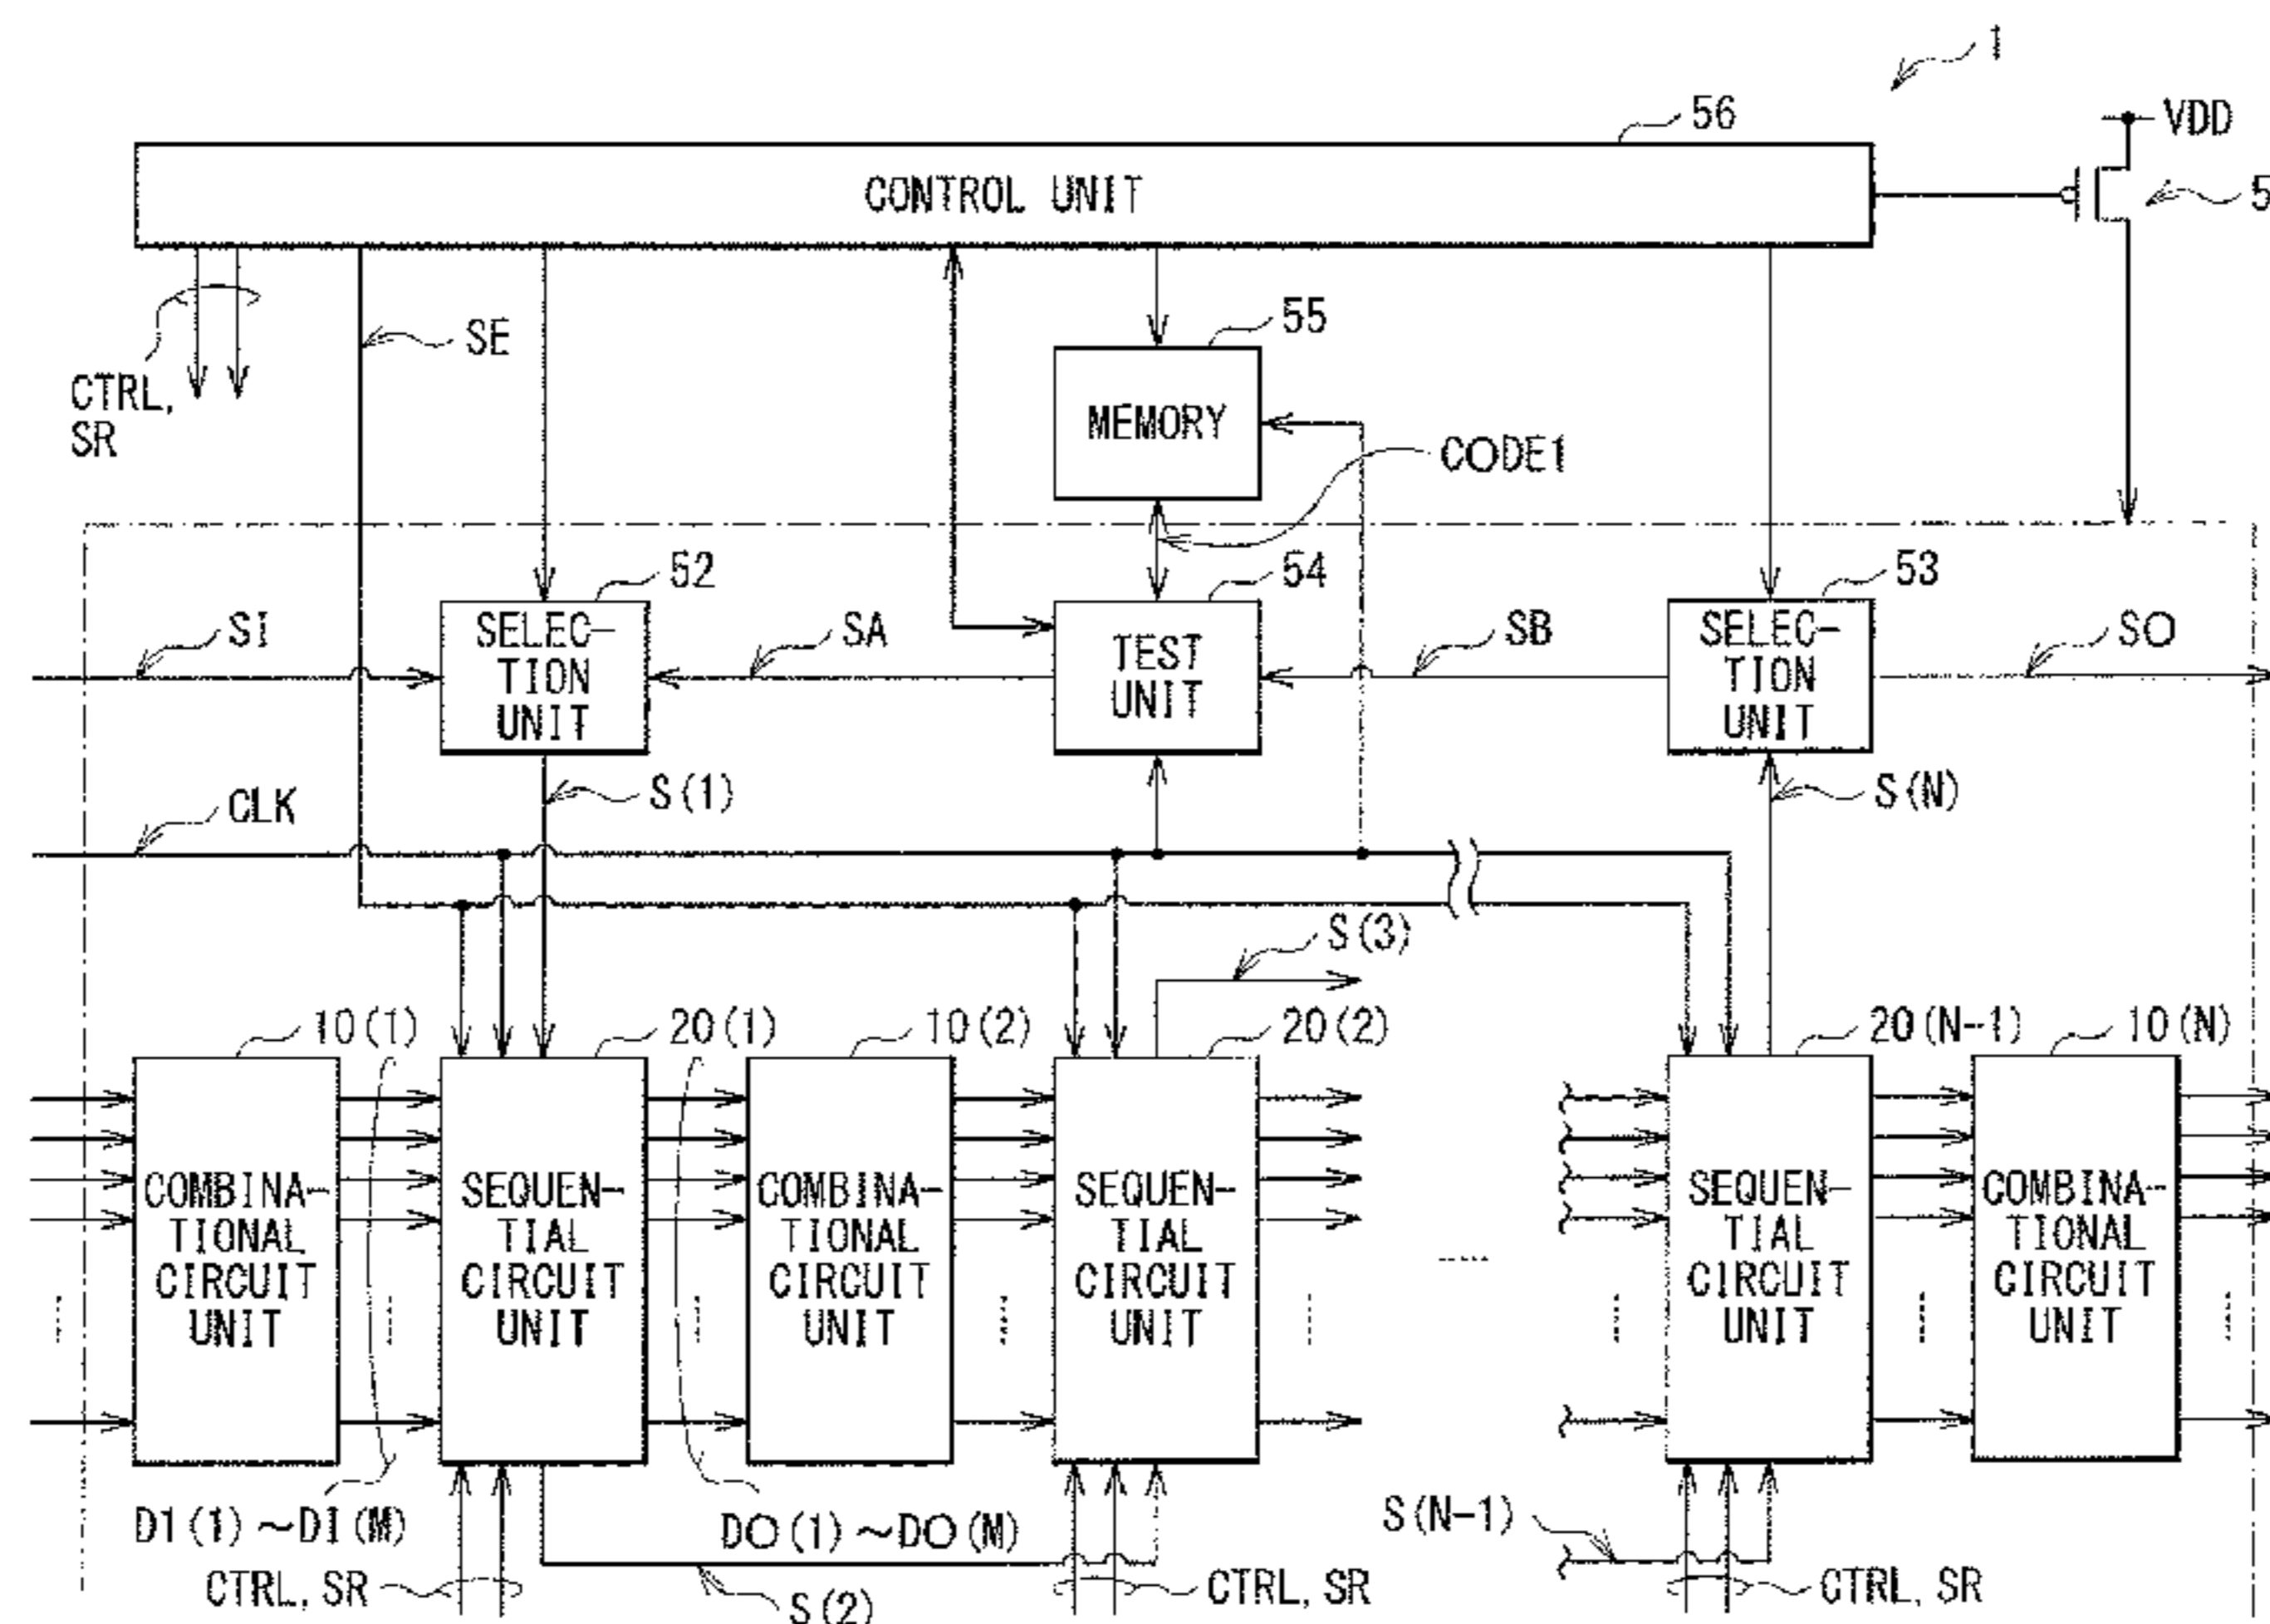 1
56
VDD
CONTROL UNIT
5
SE
55
CTRL,
SR
MEMORY
CODE1
52
54
53
SI
SELEC-
TION
UNIT
SA
TEST
UNIT
SB
SELEC-
TION
UNIT
SO
CLK
S(1)
S(N)
S(3)
10(1)
20(1)
10(2)
20(2)
20(N-1)
10(N)
COMBINA-
TIONAL
CIRCUIT
UNIT
SEQUEN-
TIAL
CIRCUIT
UNIT
COMBINA-
TIONAL
CIRCUIT
UNIT
SEQUEN-
TIAL
CIRCUIT
UNIT
SEQUEN-
TIAL
CIRCUIT
UNIT
COMBINA-
TIONAL
CIRCUIT
UNIT
DI(1)~DI(M)
DO(1)~DO(M)
S(N-1)
CTRL, SR
S(2)
CTRL, SR
CTRL, SR